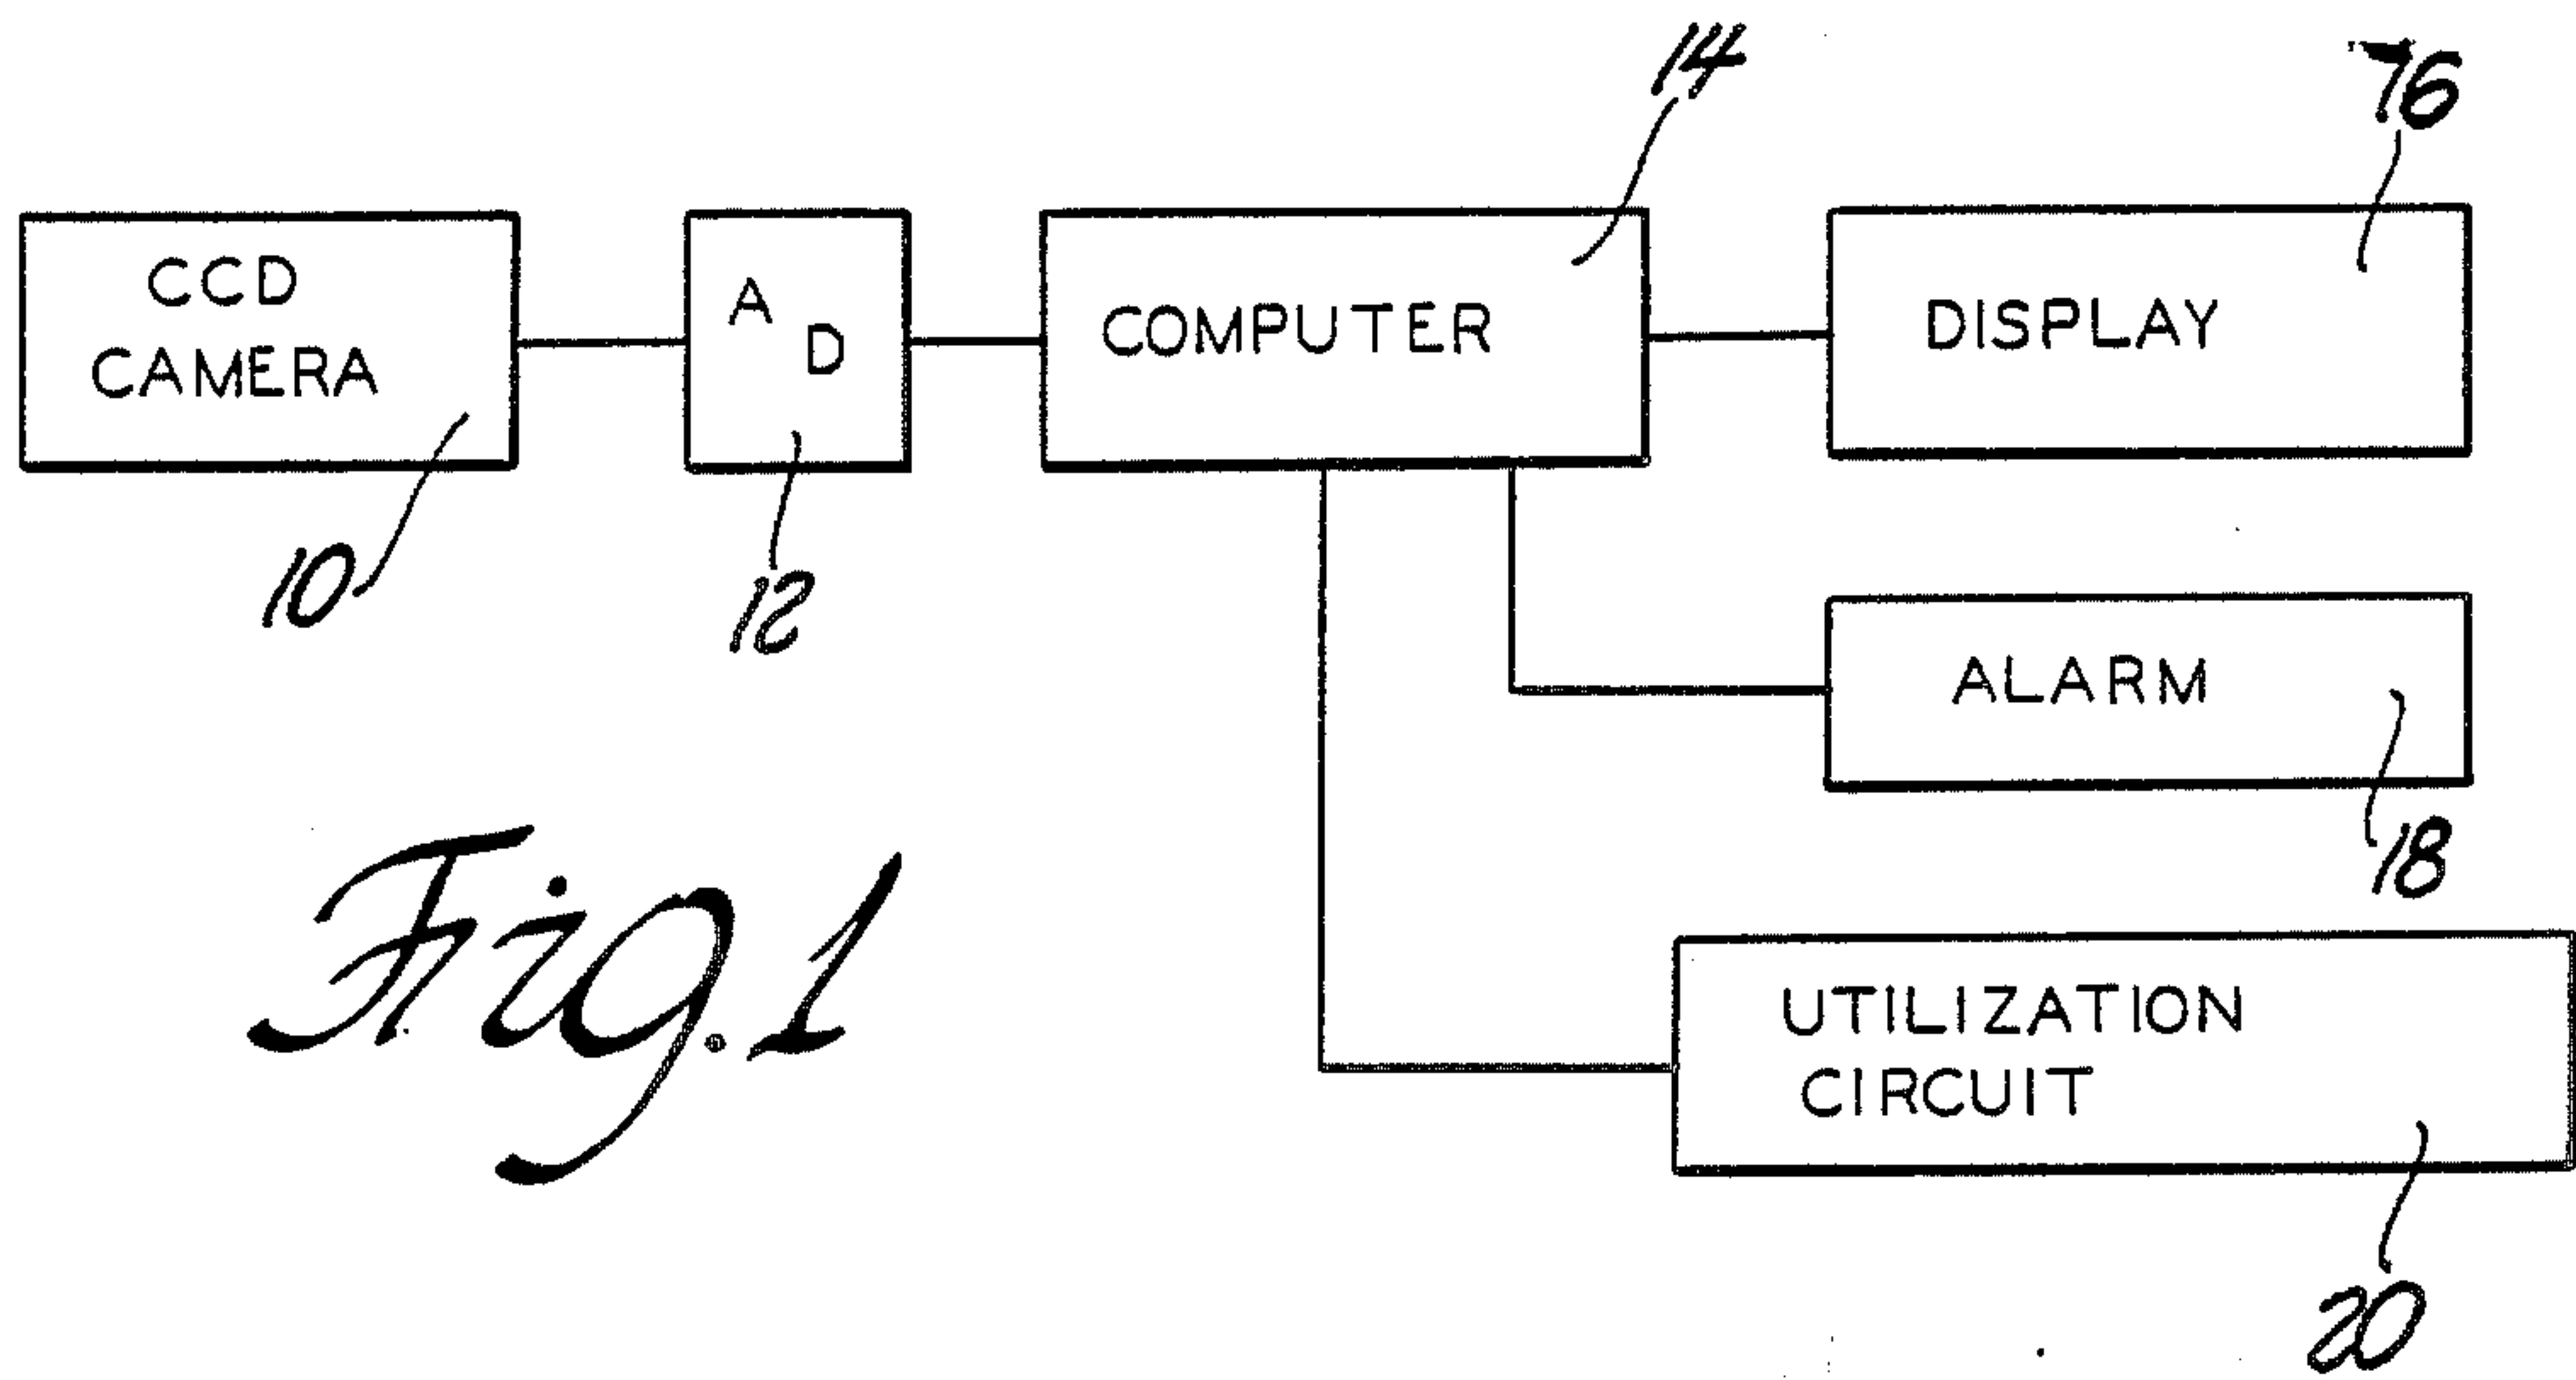 14
76
CCD
CAMERA
A
D
COMPUTER
DISPLAY
10
12
ALARM
18
Fig. 1
UTILIZATION
CIRCUIT
20